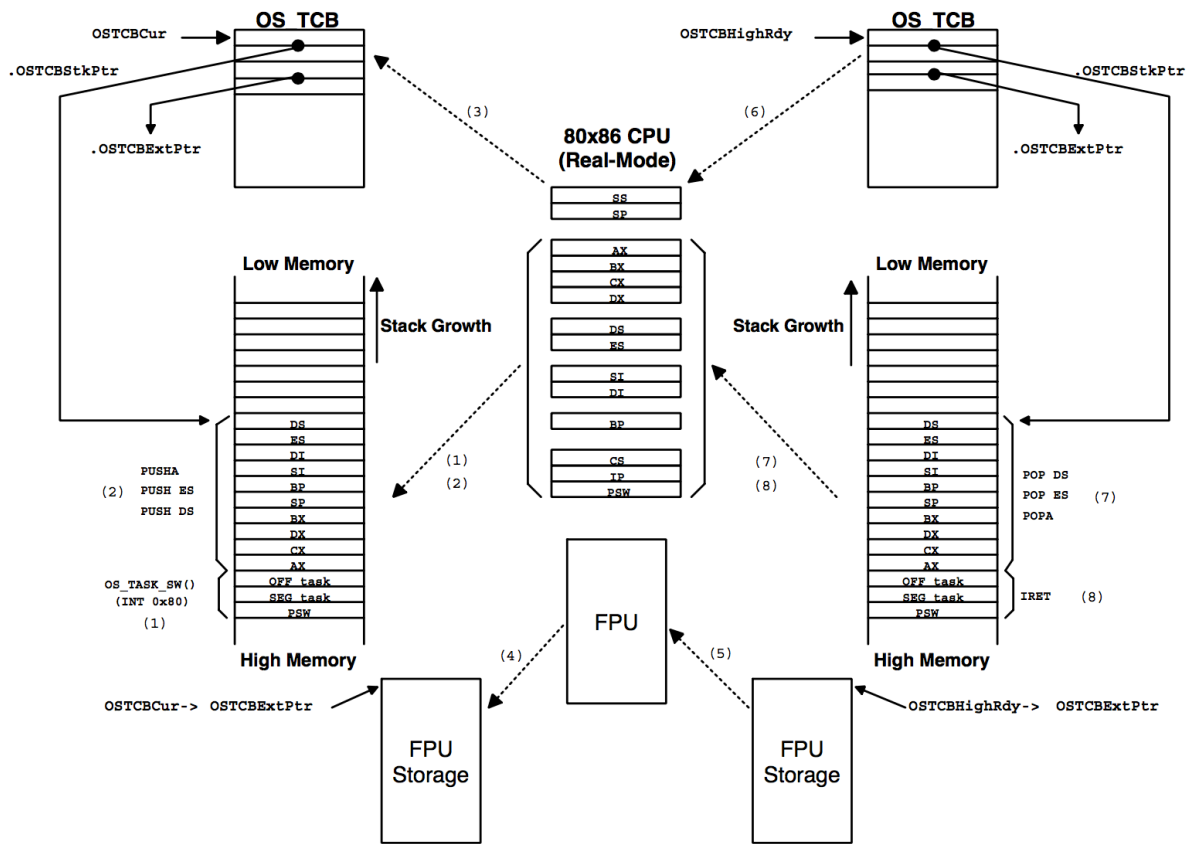 OS_TCB
OS_TCB
OSTCBCur
OSTCBHighRdy
.OSTCBStkPtr
.OSTCBStkPtr
(3)
(6)
80x86 CPU
(Real-Mode)
.OSTCBExtPtr
.OSTCBExtPtr
SS
SP
AX
BX
CX
DX
DS
ES
SI
DI
BP
CS
IP
PSW
Low Memory
Stack Growth
DS
ES
DI
SI
BP
SP
BX
DX
CX
AX
OFF task
SEG task
PSW
High Memory
PUSHA
(2) PUSH ES
PUSH DS
OS_TASK_SW()
(INT 0x80)
(1)
(1)
(2)
Low Memory
Stack Growth
DS
ES
DI
SI
BP
SP
BX
DX
CX
AX
OFF task
SEG task
PSW
High Memory
(7)
(8)
POP DS
POP ES (7)
POPA
IRET (8)
FPU
(4)
(5)
OSTCBCur-> OSTCBExtPtr
OSTCBHighRdy-> OSTCBExtPtr
FPU
Storage
FPU
Storage